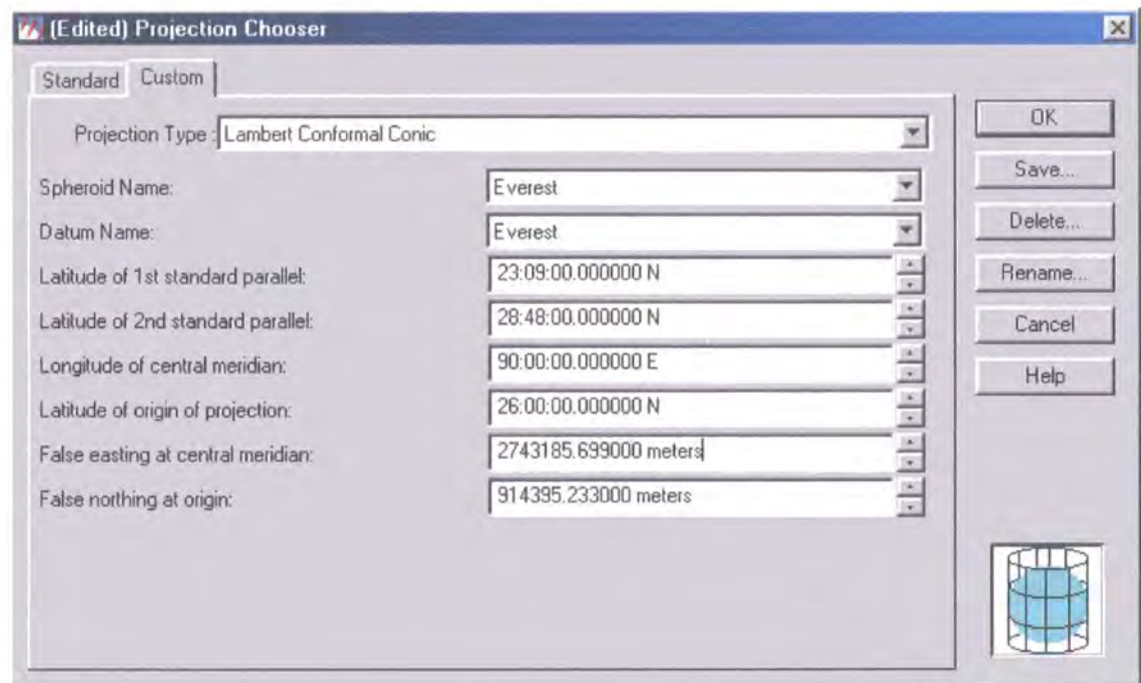 (Edited) Projection Chooser
Standard Custom
Projection Type : Lambert Conformal Conic
Spheroid Name: Everest
Datum Name: Everest
Latitude of 1st standard parallel: 23:09:00.000000 N
Latitude of 2nd standard parallel: 28:48:00.000000 N
Longitude of central meridian: 90:00:00.000000 E
Latitude of origin of projection: 26:00:00.000000 N
False easting at central meridian: 2743185.699000 meters
False northing at origin: 914395.233000 meters
OK
Save...
Delete...
Rename...
Cancel
Help